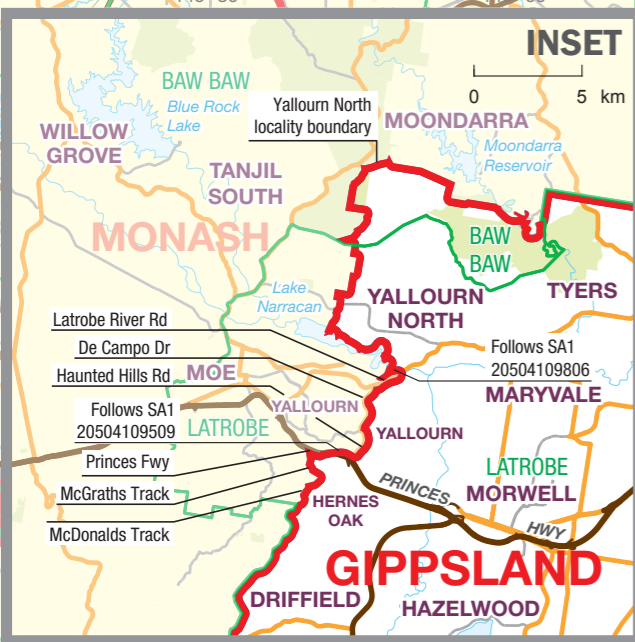 INSET
0 5 km
BAW BAW
Blue Rock
Lake
Yallourn North
locality boundary
MOONDARRA
WILLOW
GROVE
Moondarra
Reservoir
TANJIL
SOUTH
MONASH
BAW
BAW
Lake
Narracan
YALLOURN
NORTH
TYERS
Latrobe River Rd
De Campo Dr
Haunted Hills Rd
Follows SA1
20504109806
MOE
MARYVALE
Follows SA1
20504109509
YALLOURN
LATROBE
YALLOURN
Princes Fwy
LATROBE
McGraths Track
PRINCES
MORWELL
McDonalds Track
HERNES
OAK
HWY
GIPPSLAND
DRIFFIELD
HAZELWOOD